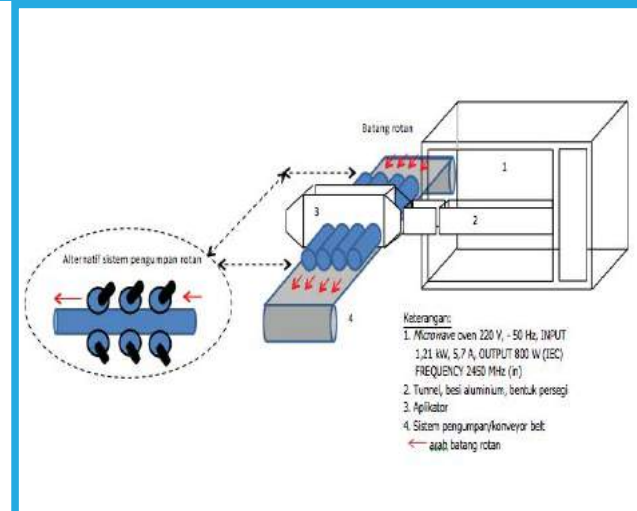 Batang rotan
1
3
2
Alternatif sistem pengumpan rotan
4
Keterangan:
1. Microwave oven 220 V, - 50 Hz, INPUT
1,21 kW, 5,7 A, OUTPUT 800 W (IEC)
FREQUENCY 2450 MHz (in)
2. Tunnel, besi aluminium, bentuk persegi
3. Aplikator
4. Sistem pengumpan/konveyor belt
← arah batang rotan